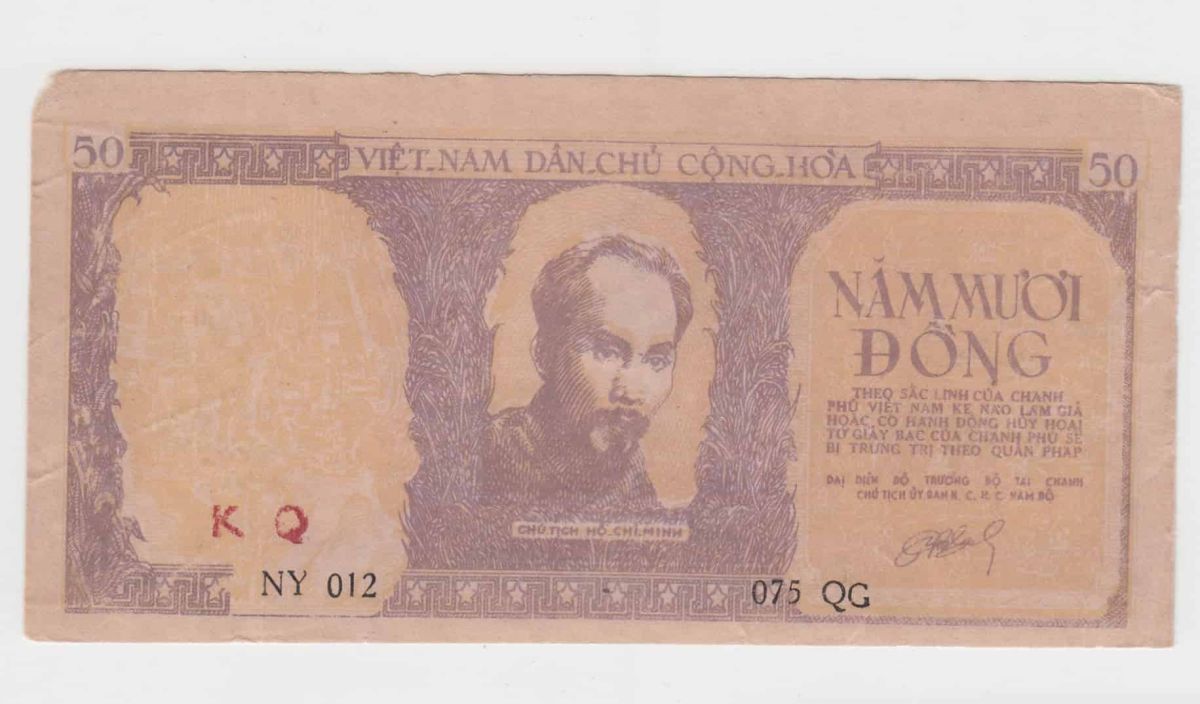 50 VIỆT-NAM DÂN-CHỦ CỘNG-HÒA 50
NĂM MƯƠI
ĐỒNG
THEO SẮC LINH CỦA CHANH
PHỦ VIỆT NAM KẺ NÀO LÀM GIẢ
HOẶC CÓ HÀNH ĐỘNG HỦY HOẠI
TỜ GIẤY BẠC CỦA CHANH PHỦ SẼ
BỊ TRỪNG TRỊ THEO QUÂN PHÁP
ĐẠI DIỆN BỘ TRƯỞNG BỘ TAI CHANH
CHỦ TỊCH ỦY BAN N. C. H. C. NAM BỘ
K Q
CHỦ TỊCH HỒ-CHÍ-MINH
NY 012
075 QG